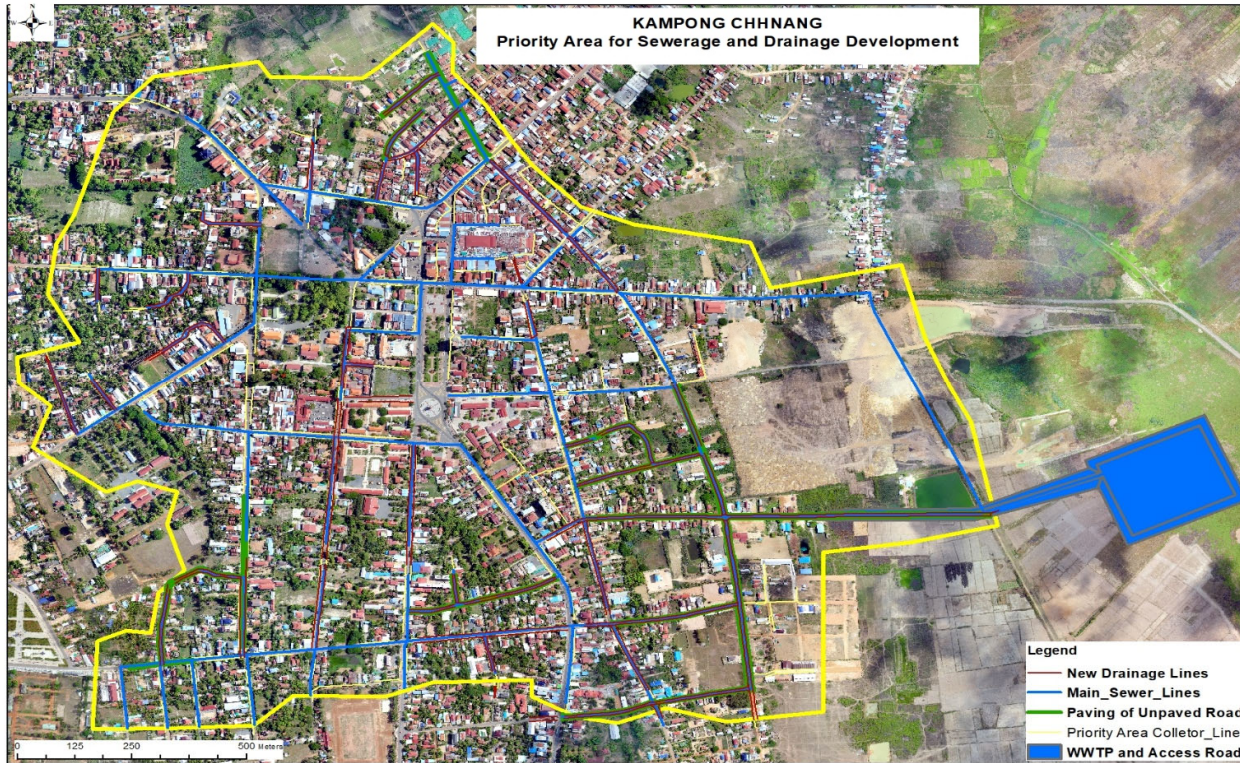 N
W E
S
KAMPONG CHHNANG
Priority Area for Sewerage and Drainage Development
Legend
New Drainage Lines
Main_Sewer_Lines
Paving of Unpaved Road
Priority Area Colletor_Line
WWTP and Access Road
0 125 250 500 Meters